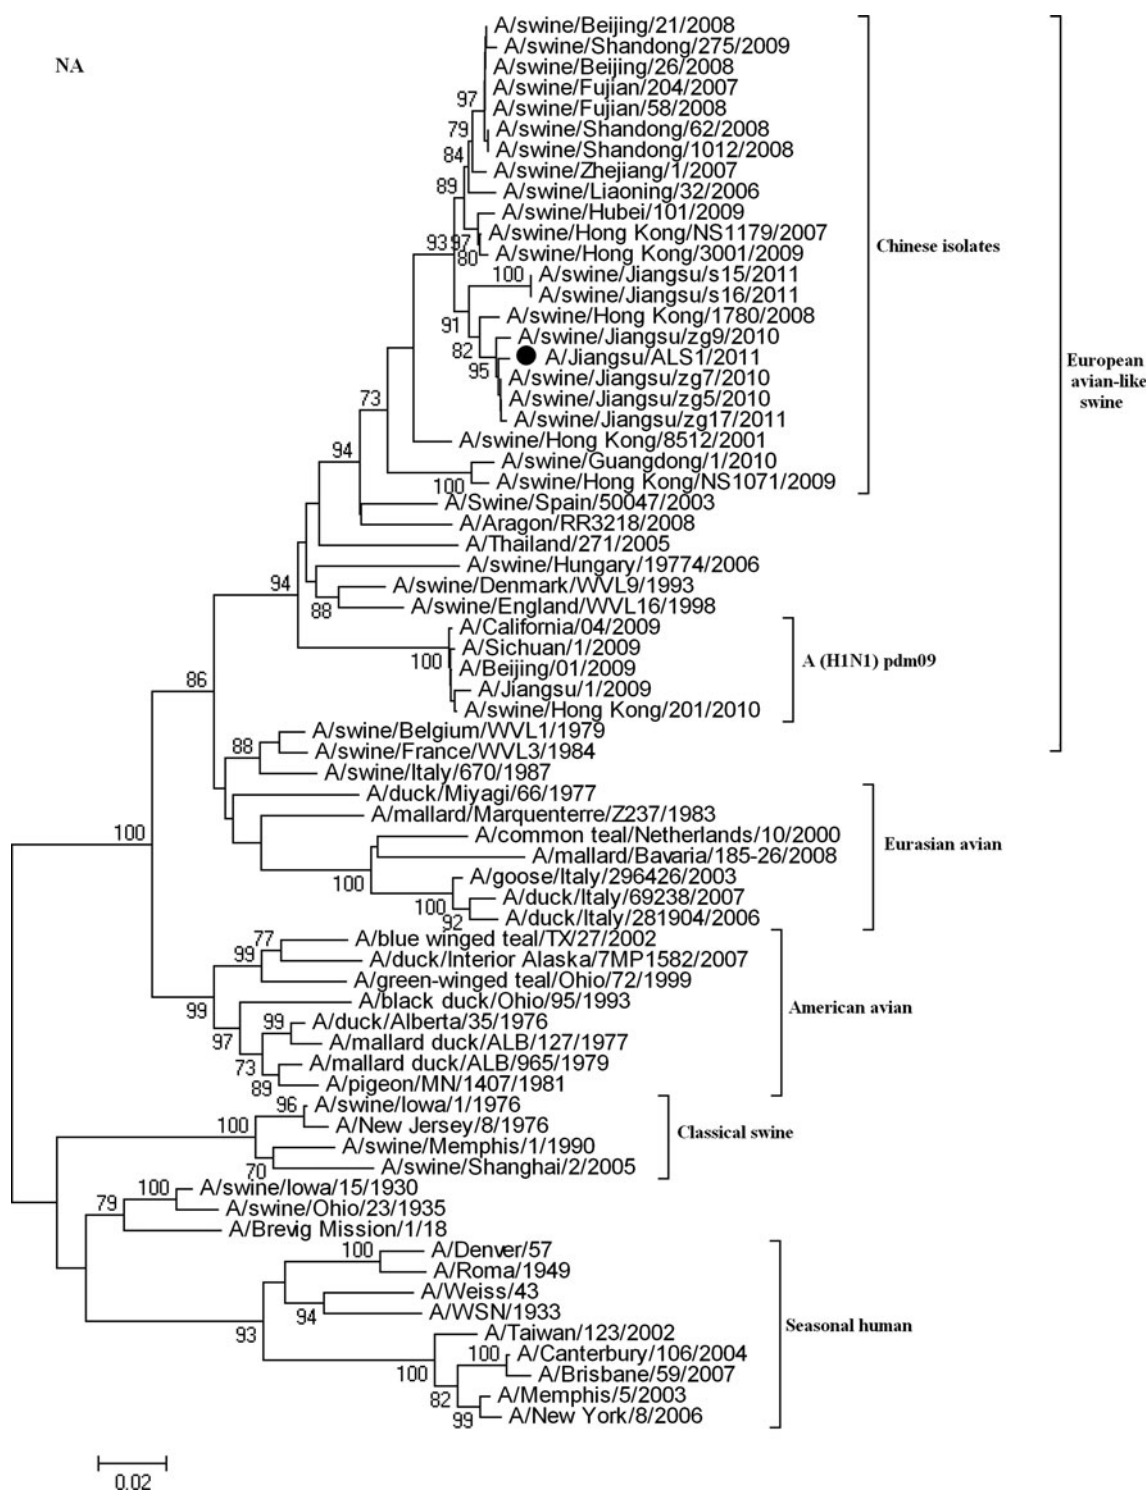 NA
A/swine/Beijing/21/2008
A/swine/Shandong/275/2009
A/swine/Beijing/26/2008
97
A/swine/Fujian/204/2007
A/swine/Fujian/58/2008
79
A/swine/Shandong/62/2008
A/swine/Shandong/1012/2008
84
A/swine/Zhejiang/1/2007
89
A/swine/Liaoning/32/2006
A/swine/Hubei/101/2009
93
97
A/swine/Hong Kong/NS1179/2007
80
A/swine/Hong Kong/3001/2009
Chinese isolates
100
A/swine/Jiangsu/s15/2011
A/swine/Jiangsu/s16/2011
91
A/swine/Hong Kong/1780/2008
82
A/swine/Jiangsu/zg9/2010
A/Jiangsu/ALS1/2011
95
A/swine/Jiangsu/zg7/2010
A/swine/Jiangsu/zg5/2010
73
A/swine/Jiangsu/zg17/2011
European
avian-like
swine
A/swine/Hong Kong/8512/2001
94
A/swine/Guangdong/1/2010
100
A/swine/Hong Kong/NS1071/2009
A/Swine/Spain/50047/2003
A/Aragon/RR3218/2008
A/Thailand/271/2005
A/swine/Hungary/19774/2006
94
A/swine/Denmark/WVL9/1993
88
A/swine/England/WVL16/1998
A/California/04/2009
A/Sichuan/1/2009
100
A/Beijing/01/2009
A (H1N1) pdm09
86
A/Jiangsu/1/2009
A/swine/Hong Kong/201/2010
A/swine/Belgium/WVL1/1979
88
A/swine/France/WVL3/1984
A/swine/Italy/670/1987
A/duck/Miyagi/66/1977
A/mallard/Marquenterre/Z237/1983
100
A/common teal/Netherlands/10/2000
Eurasian avian
A/mallard/Bavaria/185-26/2008
100
A/goose/Italy/296426/2003
100
A/duck/Italy/69238/2007
92
A/duck/Italy/281904/2006
77
A/blue winged teal/TX/27/2002
99
A/duck/Interior Alaska/7MP1582/2007
A/green-winged teal/Ohio/72/1999
99
A/black duck/Ohio/95/1993
American avian
99
A/duck/Alberta/35/1976
97
A/mallard duck/ALB/127/1977
73
A/mallard duck/ALB/965/1979
89
A/pigeon/MN/1407/1981
96
A/swine/Iowa/1/1976
100
A/New Jersey/8/1976
Classical swine
A/swine/Memphis/1/1990
70
A/swine/Shanghai/2/2005
100
A/swine/Iowa/15/1930
79
A/swine/Ohio/23/1935
A/Brevig Mission/1/18
100
A/Denver/57
A/Roma/1949
A/Weiss/43
94
A/WSN/1933
93
Seasonal human
A/Taiwan/123/2002
100
100
A/Canterbury/106/2004
A/Brisbane/59/2007
82
A/Memphis/5/2003
99
A/New York/8/2006
0.02